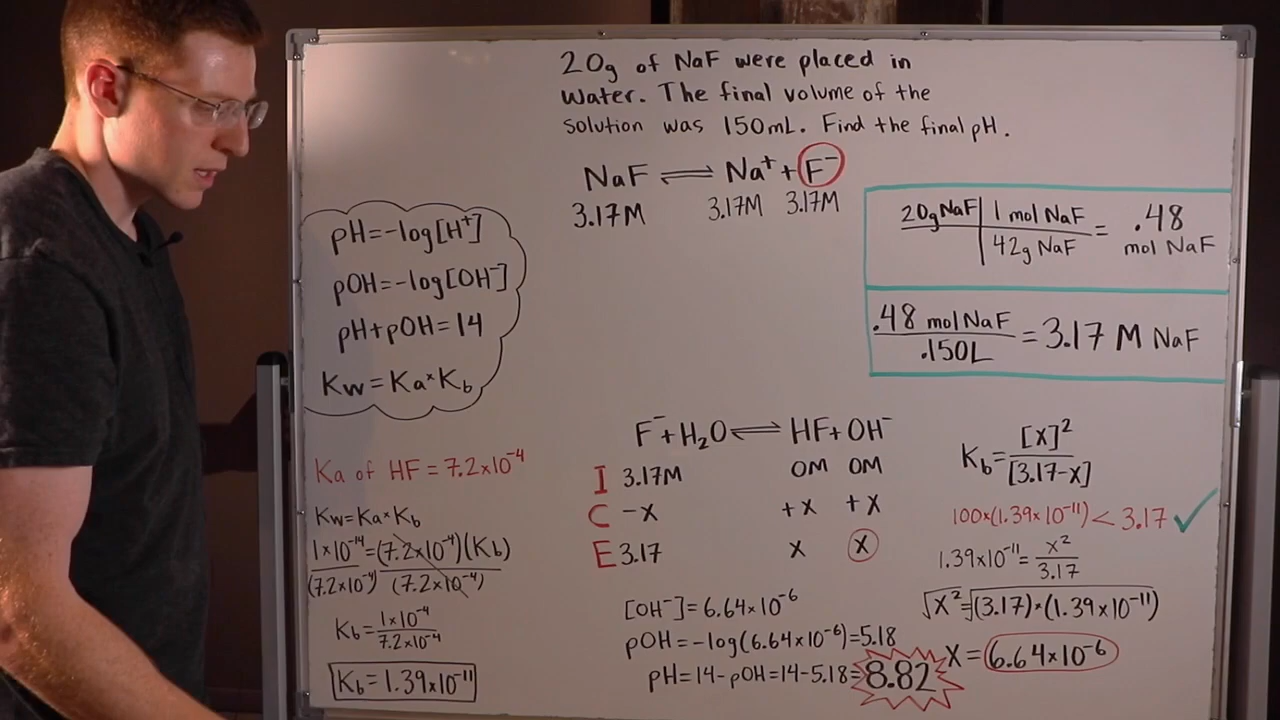 20g of NaF were placed in
water. The final volume of the
solution was 150mL. Find the final pH.
NaF ⇌ Na⁺ + F⁻
3.17M 3.17M 3.17M
pH=-log[H⁺]
pOH=-log[OH⁻]
pH+pOH=14
Kw=Ka×Kb
20g NaF | 1 mol NaF = .48
42g NaF mol NaF
.48 mol NaF = 3.17 M NaF
.150L
Ka of HF = 7.2×10⁻⁴
Kw=Ka×Kb
1×10⁻¹⁴=(7.2×10⁻⁴)(Kb)
(7.2×10⁻⁴) (7.2×10⁻⁴)
Kb=1×10⁻⁴
7.2×10⁻⁴
Kb=1.39×10⁻¹¹
F⁻+H₂O ⇌ HF+OH⁻
I 3.17M 0M 0M
C -X +X +X
E 3.17 X X
[OH⁻]=6.64×10⁻⁶
pOH=-log(6.64×10⁻⁶)=5.18
pH=14-pOH=14-5.18=8.82
Kb=[X]²
[3.17-X]
100×(1.39×10⁻¹¹) < 3.17 ✓
1.39×10⁻¹¹=X²
3.17
√X²=√(3.17)·(1.39×10⁻¹¹)
X=6.64×10⁻⁶